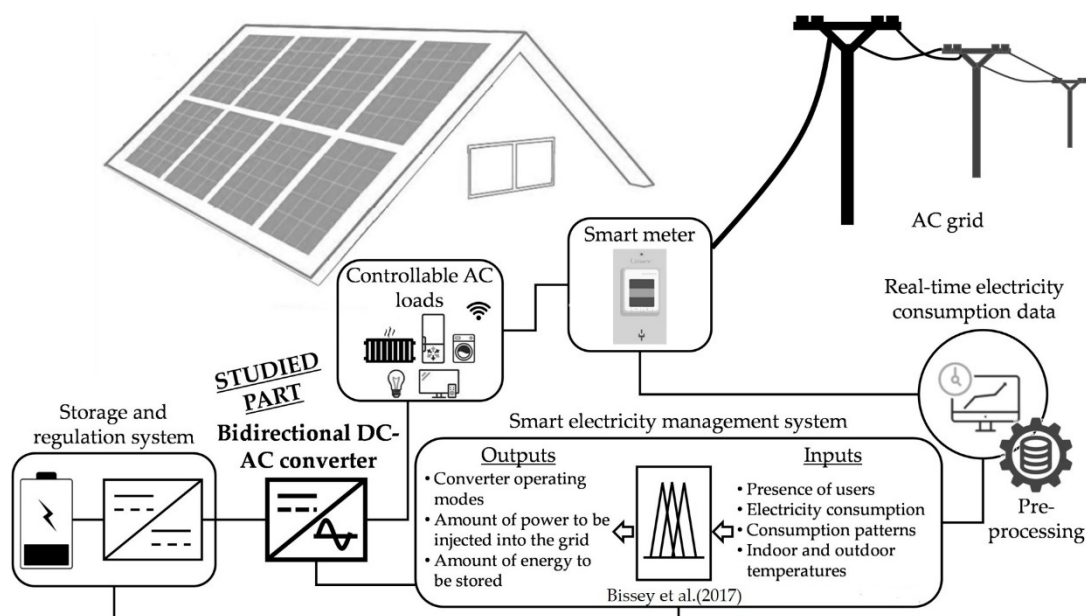 AC grid
Smart meter
Controllable AC
loads
Real-time electricity
consumption data
STUDIED
PART
Storage and
regulation system
Bidirectional DC-
AC converter
Smart electricity management system
Outputs
• Converter operating
modes
• Amount of power to be
injected into the grid
• Amount of energy to
be stored
Inputs
• Presence of users
• Electricity consumption
• Consumption patterns
• Indoor and outdoor
temperatures
Bissey et al.(2017)
Pre-
processing